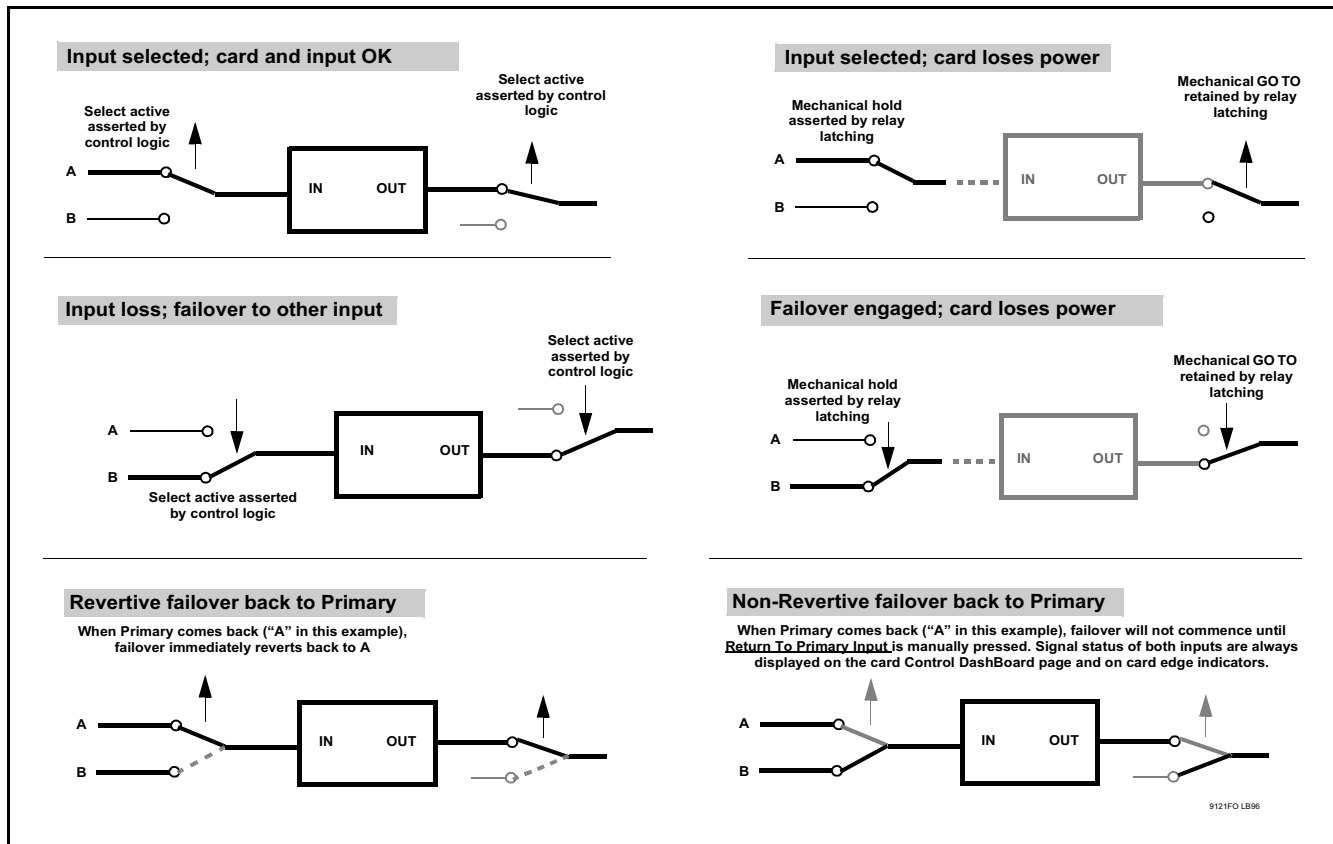 Input selected; card and input OK
Select active
asserted by
control logic
Select active
asserted by control
logic
A
B
IN
OUT
Input selected; card loses power
Mechanical hold
asserted by relay
latching
Mechanical GO TO
retained by relay
latching
A
B
IN
OUT
Input loss; failover to other input
Select active
asserted by
control logic
A
B
IN
OUT
Select active asserted
by control logic
Failover engaged; card loses power
Mechanical hold
asserted by relay
latching
Mechanical GO TO
retained by relay
latching
A
B
IN
OUT
Revertive failover back to Primary
When Primary comes back (“A” in this example),
failover immediately reverts back to A
A
B
IN
OUT
Non-Revertive failover back to Primary
When Primary comes back (“A” in this example), failover will not commence until
Return To Primary Input is manually pressed. Signal status of both inputs are always
displayed on the card Control DashBoard page and on card edge indicators.
A
B
IN
OUT
9121FO LB96